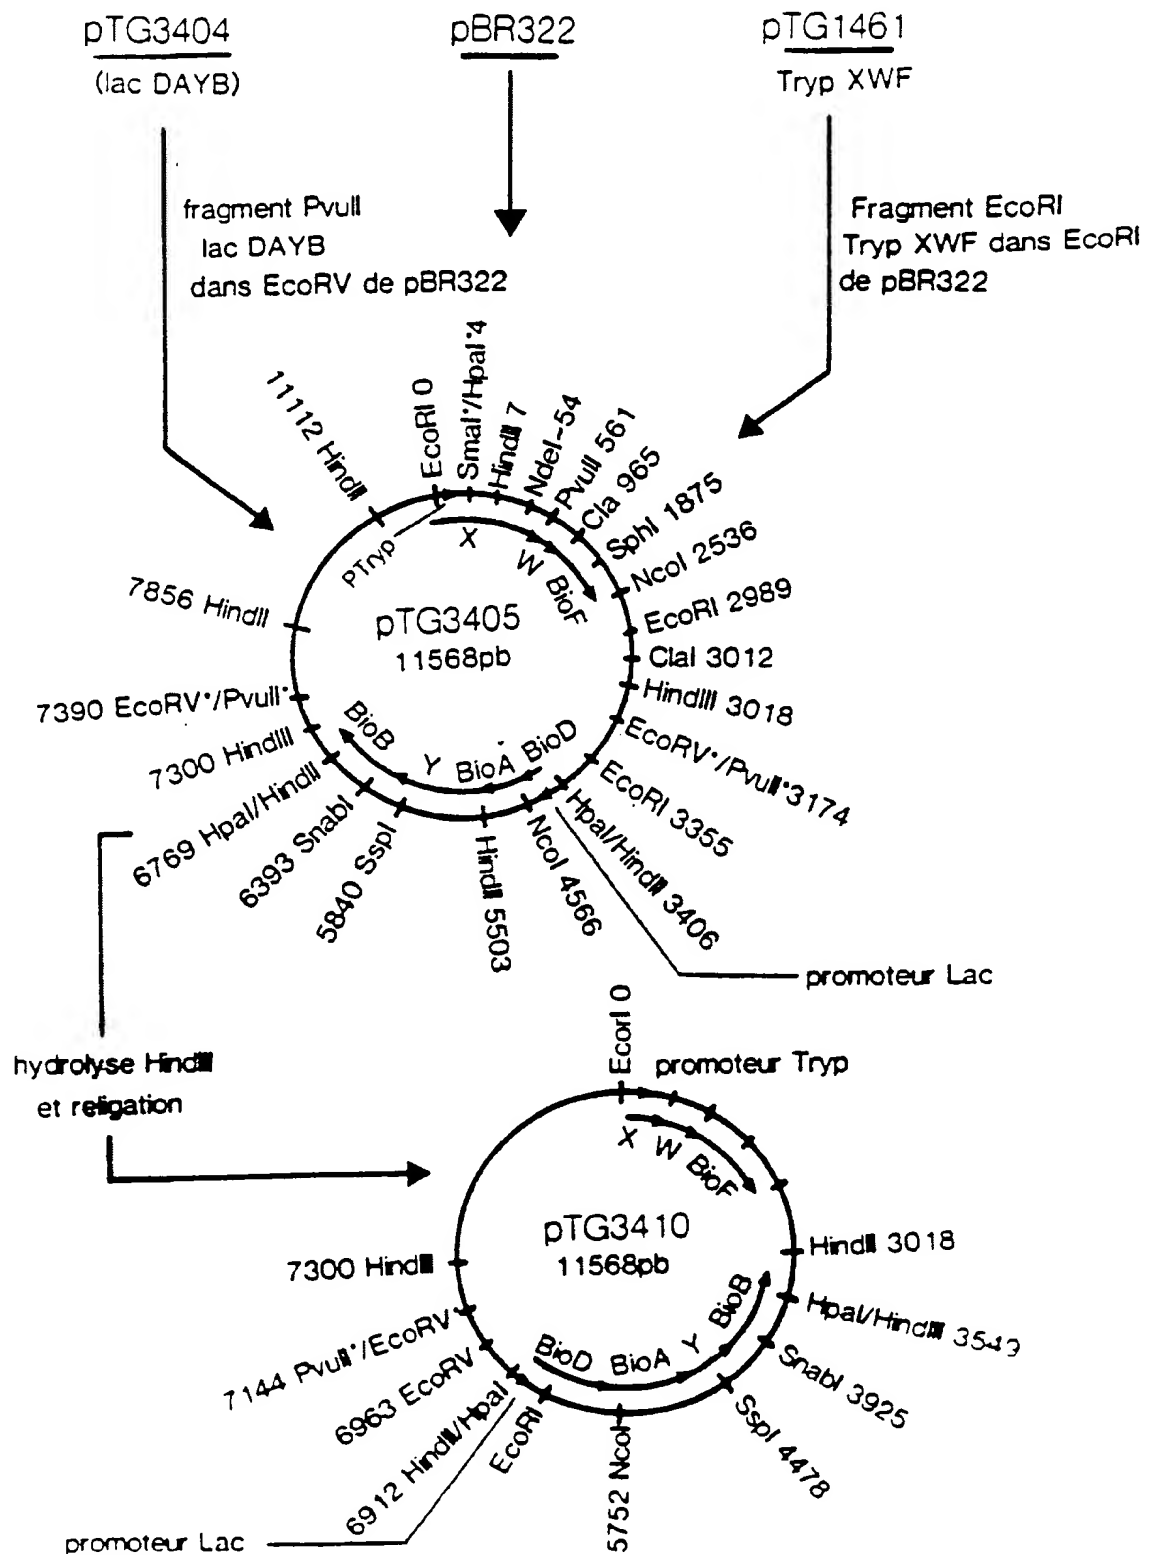 pTG3404
(lac DAYB)
pBR322
pTG1461
Tryp XWF
fragment PvuII
lac DAYB
dans EcoRV de pBR322
Fragment EcoRI
Tryp XWF dans EcoRI
de pBR322
11112 HindII
EcoRI 0
SmaI*/HpaI*4
HindIII 7
NdeI-54
PvuII 561
Cla 965
SphI 1875
NcoI 2536
EcoRI 2989
ClaI 3012
HindIII 3018
EcoRV*/PvuII*3174
EcoRI 3355
HpaI/HindII 3406
NcoI 4566
HindII 5503
5840 SspI
6393 SnabI
6769 HpaI/HindII
7300 HindIII
7390 EcoRV*/PvuII*
7856 HindII
PTryp
X
W
BioF
pTG3405
11568pb
BioB
Y
BioA
BioD
promoteur Lac
hydrolyse HindIII
et religation
EcorI 0
promoteur Tryp
X
W
BioF
pTG3410
11568pb
HindIII 3018
HpaI/HindIII 3543
SnabI 3925
SspI 4478
5752 NcoI
EcoRI
6912 HindII/HpaI
6963 EcoRV
7144 PvuII*/EcoRV*
7300 HindIII
BioD
BioA
Y
BioB
promoteur Lac